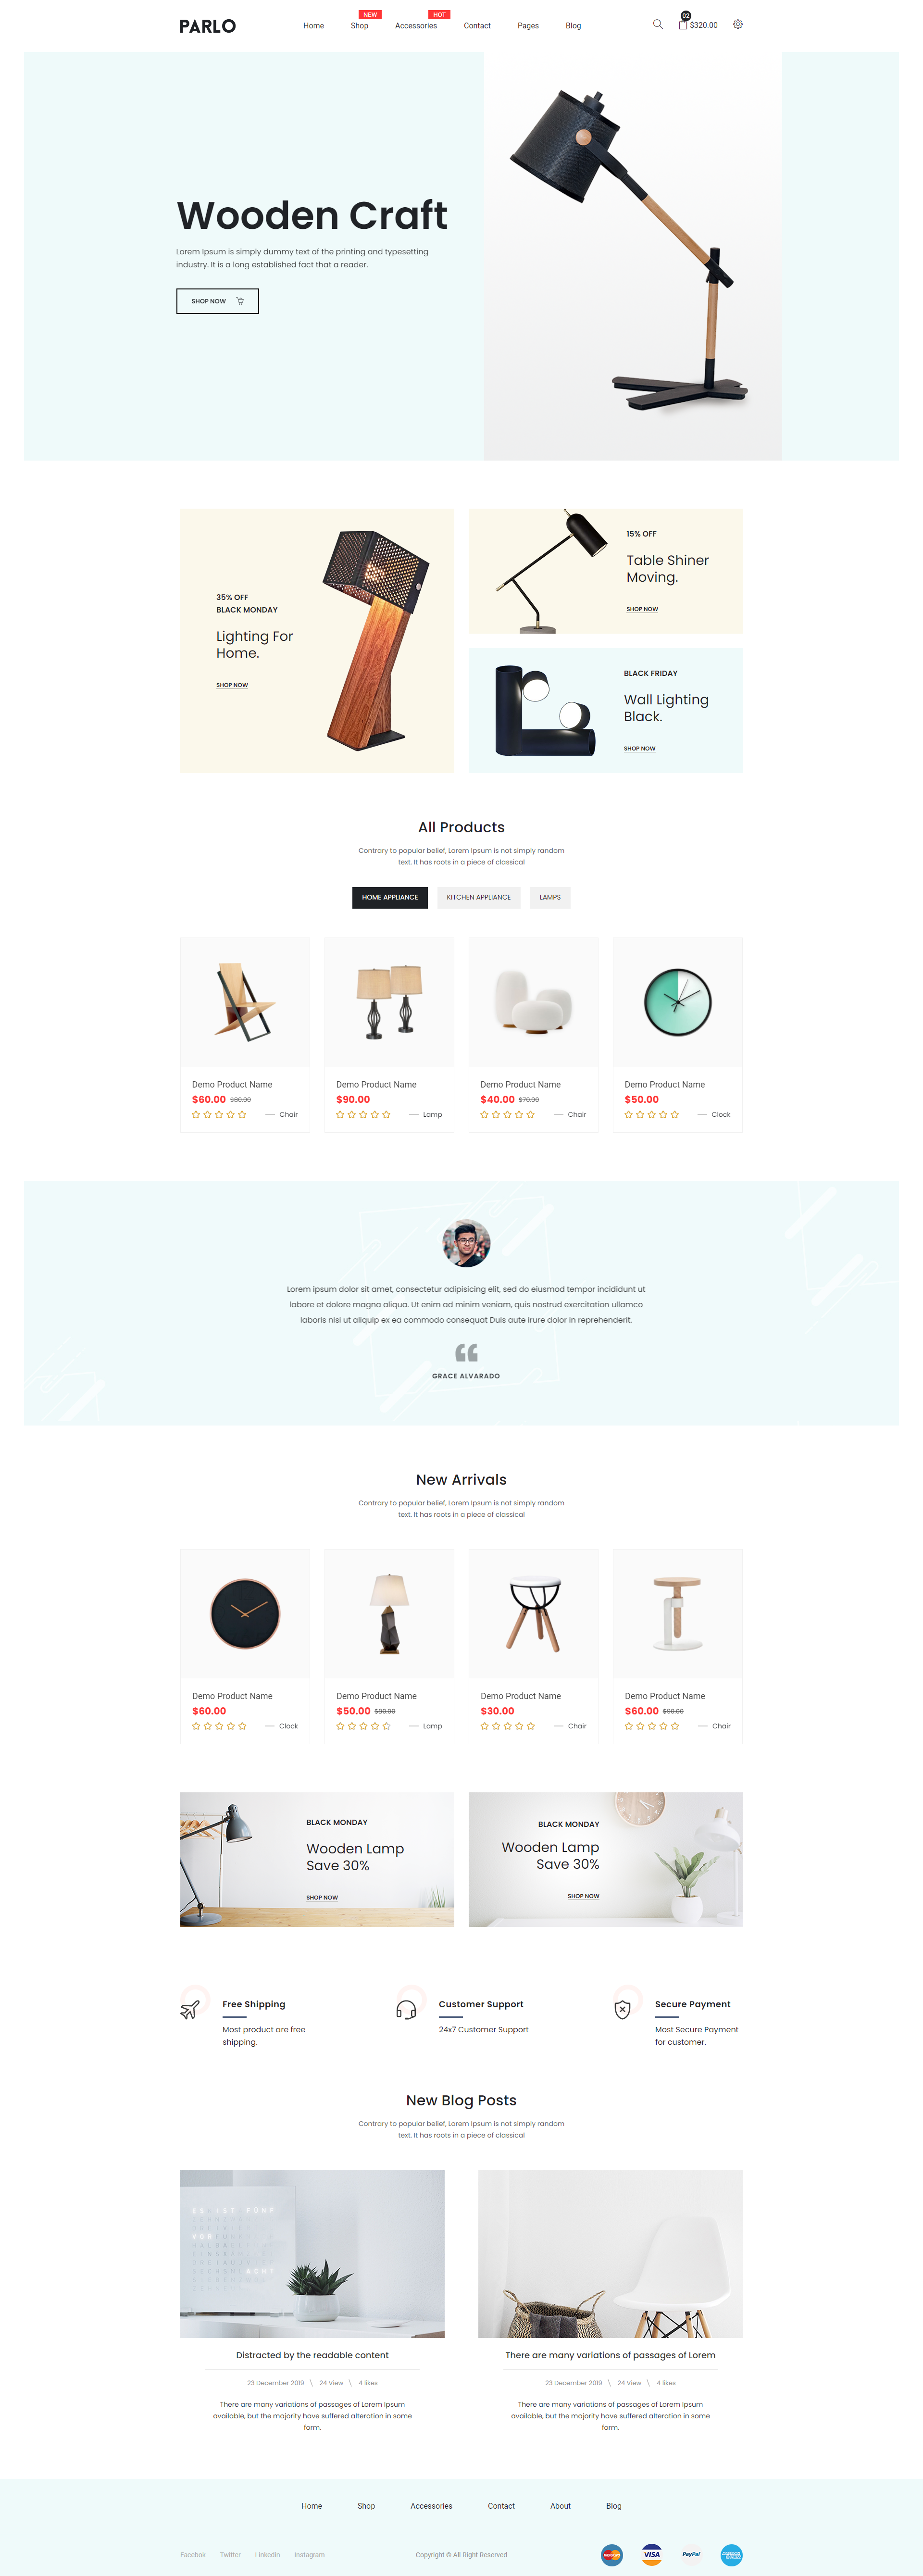 PARLO
Home
NEW
Shop
HOT
Accessories
Contact
Pages
Blog
02
$320.00
Wooden Craft
Lorem Ipsum is simply dummy text of the printing and typesetting
industry. It is a long established fact that a reader.
SHOP NOW
35% OFF
BLACK MONDAY
Lighting For
Home.
SHOP NOW
15% OFF
Table Shiner
Moving.
SHOP NOW
BLACK FRIDAY
Wall Lighting
Black.
SHOP NOW
All Products
Contrary to popular belief, Lorem Ipsum is not simply random
text. It has roots in a piece of classical
HOME APPLIANCE
KITCHEN APPLIANCE
LAMPS
Demo Product Name
$60.00 $80.00
Chair
Demo Product Name
$90.00
Lamp
Demo Product Name
$40.00 $70.00
Chair
Demo Product Name
$50.00
Clock
Lorem ipsum dolor sit amet, consectetur adipisicing elit, sed do eiusmod tempor incididunt ut
labore et dolore magna aliqua. Ut enim ad minim veniam, quis nostrud exercitation ullamco
laboris nisi ut aliquip ex ea commodo consequat Duis aute irure dolor in reprehenderit.
GRACE ALVARADO
New Arrivals
Contrary to popular belief, Lorem Ipsum is not simply random
text. It has roots in a piece of classical
Demo Product Name
$60.00
Clock
Demo Product Name
$50.00 $80.00
Lamp
Demo Product Name
$30.00
Chair
Demo Product Name
$60.00 $90.00
Chair
BLACK MONDAY
Wooden Lamp
Save 30%
SHOP NOW
BLACK MONDAY
Wooden Lamp
Save 30%
SHOP NOW
Free Shipping
Most product are free
shipping.
Customer Support
24x7 Customer Support
Secure Payment
Most Secure Payment
for customer.
New Blog Posts
Contrary to popular belief, Lorem Ipsum is not simply random
text. It has roots in a piece of classical
Distracted by the readable content
23 December 2019 \ 24 View \ 4 likes
There are many variations of passages of Lorem Ipsum
available, but the majority have suffered alteration in some
form.
There are many variations of passages of Lorem
23 December 2019 \ 24 View \ 4 likes
There are many variations of passages of Lorem Ipsum
available, but the majority have suffered alteration in some
form.
Home
Shop
Accessories
Contact
About
Blog
Facebok
Twitter
Linkedin
Instagram
Copyright © All Right Reserved
MasterCard
VISA
PayPal